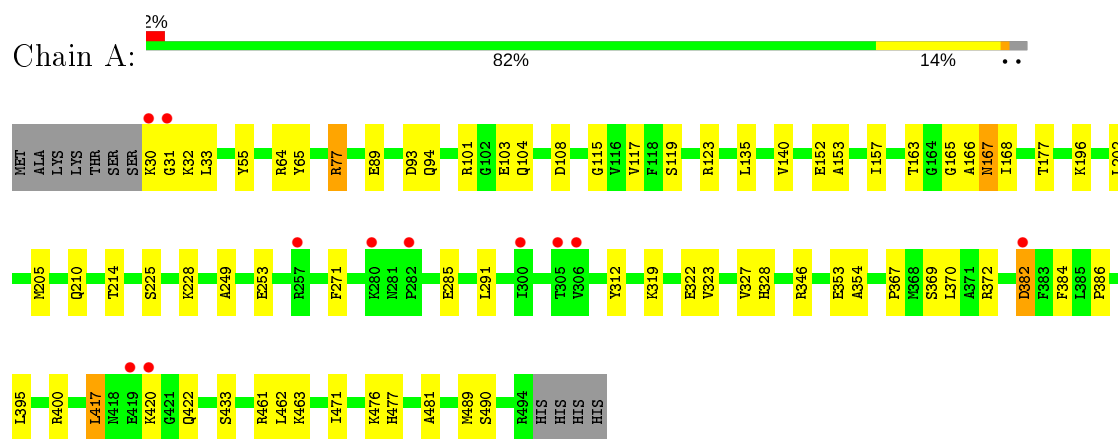 2%
Chain A:
82% 14% • •
MET ALA LYS LYS THR SER SER K30 G31 K32 L33 Y55 R64 Y65 R77 E89 D93 Q94 R101 G102 E103 Q104 D108 G115 V116 V117 F118 S119 R123 L135 V140 E152 A153 I157 T163 G164 G165 A166 N167 I168 T177 K196
M205 Q210 T214 S225 K228 A249 E253 R257 F271 K280 N281 P282 E285 L291 I300 T305 V306 Y312 K319 E322 V323 V327 H328 R346 E353 A354 P367 M368 S369 L370 A371 R372 D382 F383 F384 L385 P386
L395 R400 L417 N418 E419 K420 G421 Q422 S433 R461 L462 K463 I471 K476 H477 A481 M489 S490 R494 HIS HIS HIS HIS